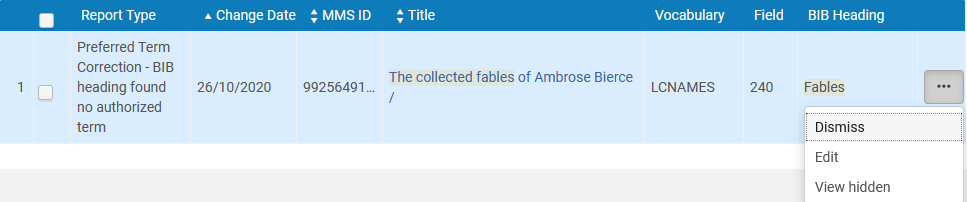 Report Type Change Date MMS ID Title Vocabulary Field BIB Heading
Preferred Term
Correction - BIB
heading found
no authorized
term
1 26/10/2020 99256491... The collected fables of Ambrose Bierce
/
LCNAMES 240 Fables
Dismiss
Edit
View hidden